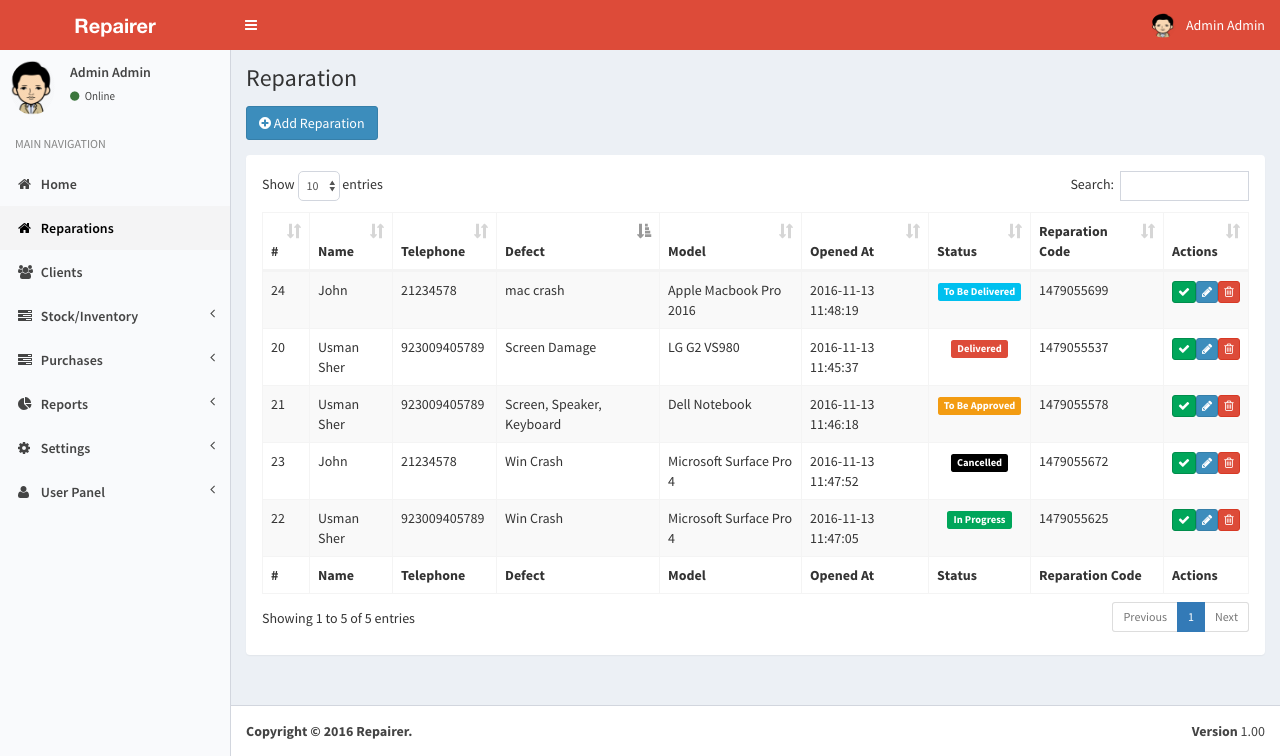 Repairer
Admin Admin
Admin Admin
Online
MAIN NAVIGATION
Home
Reparations
Clients
Stock/Inventory
Purchases
Reports
Settings
User Panel
Reparation
Add Reparation
Show 10 entries
Search:
# Name Telephone Defect Model Opened At Status Reparation Code Actions
24 John 21234578 mac crash Apple Macbook Pro 2016-11-13 To Be Delivered 1479055699
2016 11:48:19
20 Usman 923009405789 Screen Damage LG G2 VS980 2016-11-13 Delivered 1479055537
Sher 11:45:37
21 Usman 923009405789 Screen, Speaker, Dell Notebook 2016-11-13 To Be Approved 1479055578
Sher Keyboard 11:46:18
23 John 21234578 Win Crash Microsoft Surface Pro 2016-11-13 Cancelled 1479055672
4 11:47:52
22 Usman 923009405789 Win Crash Microsoft Surface Pro 2016-11-13 In Progress 1479055625
Sher 4 11:47:05
# Name Telephone Defect Model Opened At Status Reparation Code Actions
Showing 1 to 5 of 5 entries
Previous 1 Next
Copyright © 2016 Repairer.
Version 1.00